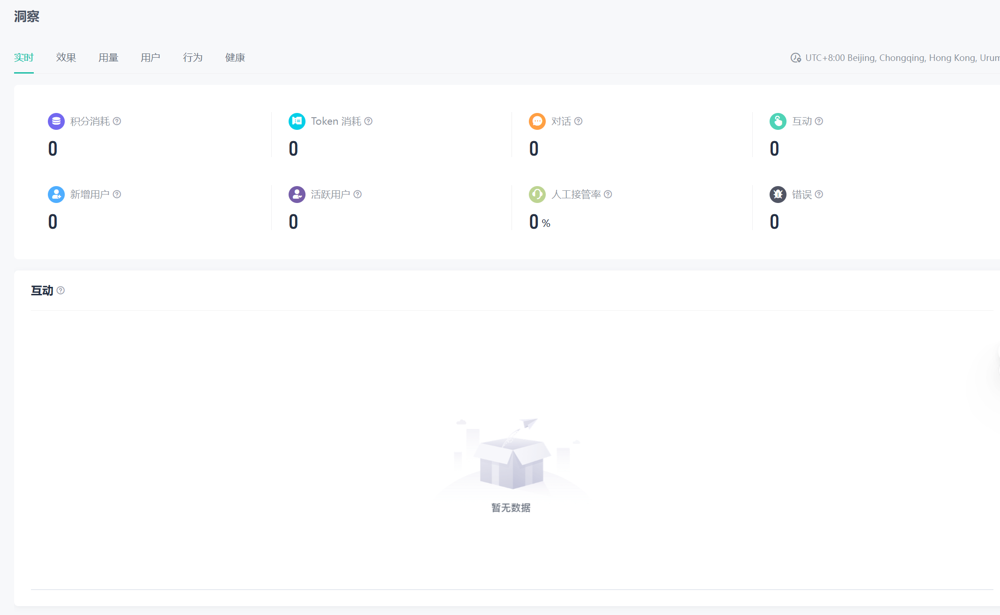 洞察
实时 效果 用量 用户 行为 健康
UTC+8:00 Beijing, Chongqing, Hong Kong,
积分消耗 Token 消耗 对话 互动
0 0 0 0
新增用户 活跃用户 人工接管率 错误
0 0 0 % 0
互动
暂无数据